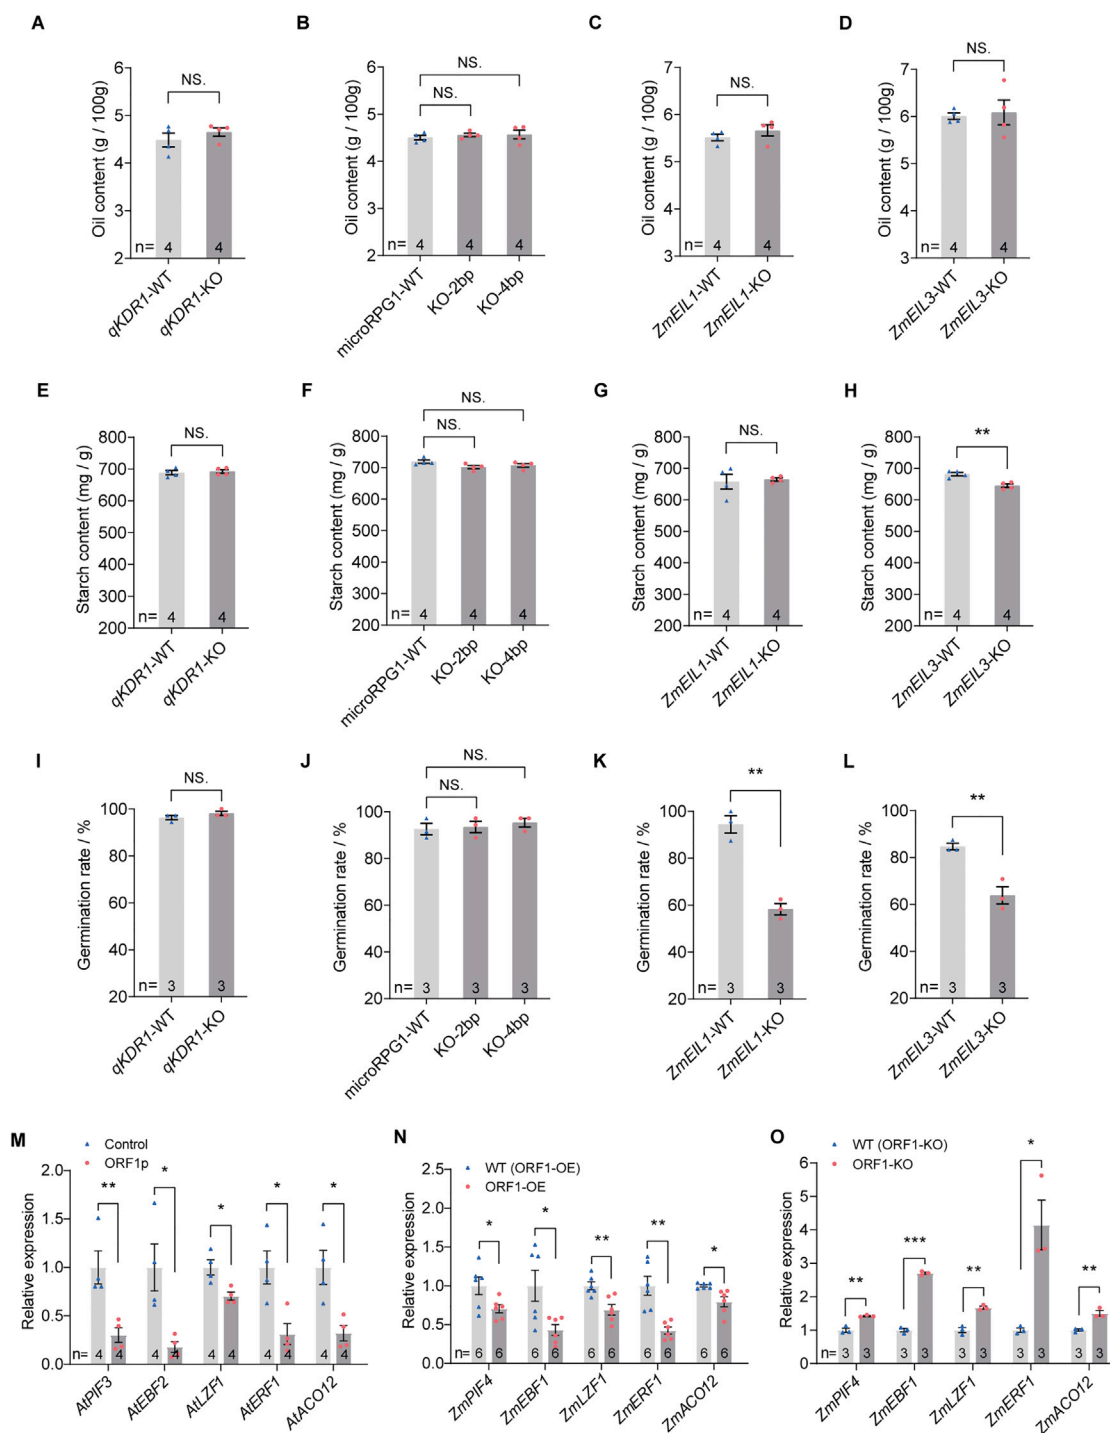 A
Oil content (g / 100g)
6
5
4
3
2
NS.
n= 4 4
qKDR1-WT
qKDR1-KO
B
Oil content (g / 100g)
6
5
4
3
2
NS.
NS.
n= 4 4 4
microRPG1-WT
KO-2bp
KO-4bp
C
Oil content (g / 100g)
7
6
5
4
3
NS.
n= 4 4
ZmEIL1-WT
ZmEIL1-KO
D
Oil content (g / 100g)
7
6
5
4
3
NS.
n= 4 4
ZmEIL3-WT
ZmEIL3-KO
E
Starch content (mg / g)
800
700
600
500
400
300
200
NS.
n= 4 4
qKDR1-WT
qKDR1-KO
F
Starch content (mg / g)
800
700
600
500
400
300
200
NS.
NS.
n= 4 4 4
microRPG1-WT
KO-2bp
KO-4bp
G
Starch content (mg / g)
800
700
600
500
400
300
200
NS.
n= 4 4
ZmEIL1-WT
ZmEIL1-KO
H
Starch content (mg / g)
800
700
600
500
400
300
200
**
n= 4 4
ZmEIL3-WT
ZmEIL3-KO
I
Germination rate / %
100
80
60
40
20
NS.
n= 3 3
qKDR1-WT
qKDR1-KO
J
Germination rate / %
100
80
60
40
20
NS.
NS.
n= 3 3 3
microRPG1-WT
KO-2bp
KO-4bp
K
Germination rate / %
100
80
60
40
20
**
n= 3 3
ZmEIL1-WT
ZmEIL1-KO
L
Germination rate / %
100
80
60
40
20
**
n= 3 3
ZmEIL3-WT
ZmEIL3-KO
M
Control
ORF1p
Relative expression
2.0
1.5
1.0
0.5
0.0
** * * * *
n= 4 4 4 4 4 4 4 4 4 4
AtPIF3
AtEBF2
AtLZF1
AtERF1
AtACO12
N
WT (ORF1-OE)
ORF1-OE
Relative expression
2.5
2.0
1.5
1.0
0.5
0.0
* * ** ** *
n= 6 6 6 6 6 6 6 6 6 6
ZmPIF4
ZmEBF1
ZmLZF1
ZmERF1
ZmACO12
O
WT (ORF1-KO)
ORF1-KO
Relative expression
6
5
4
3
2
1
0
** *** ** * **
n= 3 3 3 3 3 3 3 3 3 3
ZmPIF4
ZmEBF1
ZmLZF1
ZmERF1
ZmACO12